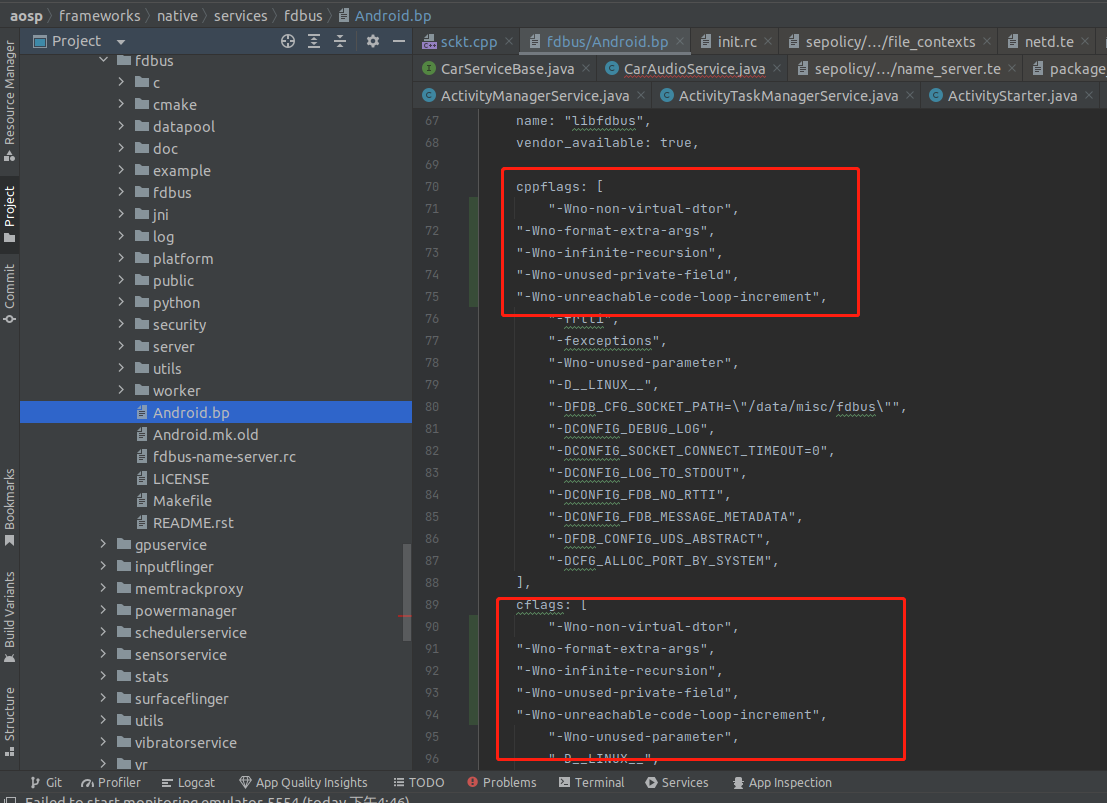 aosp frameworks native services fdbus Android.bp
Project
sckt.cpp fdbus/Android.bp init.rc sepolicy/.../file_contexts netd.te
CarServiceBase.java CarAudioService.java sepolicy/.../name_server.te package
ActivityManagerService.java ActivityTaskManagerService.java ActivityStarter.java
Resource Manager
Project
Commit
Bookmarks
Build Variants
Structure
fdbus
c
cmake
datapool
doc
example
fdbus
jni
log
platform
public
python
security
server
utils
worker
Android.bp
Android.mk.old
fdbus-name-server.rc
LICENSE
Makefile
README.rst
gpuservice
inputflinger
memtrackproxy
powermanager
schedulerservice
sensorservice
stats
surfaceflinger
utils
vibratorservice
vr
67 name: "libfdbus",
68 vendor_available: true,
69
70 cppflags: [
71 "-Wno-non-virtual-dtor",
72 "-Wno-format-extra-args",
73 "-Wno-infinite-recursion",
74 "-Wno-unused-private-field",
75 "-Wno-unreachable-code-loop-increment",
76 "-frtti",
77 "-fexceptions",
78 "-Wno-unused-parameter",
79 "-D__LINUX__",
80 "-DFDB_CFG_SOCKET_PATH=\"/data/misc/fdbus\"",
81 "-DCONFIG_DEBUG_LOG",
82 "-DCONFIG_SOCKET_CONNECT_TIMEOUT=0",
83 "-DCONFIG_LOG_TO_STDOUT",
84 "-DCONFIG_FDB_NO_RTTI",
85 "-DCONFIG_FDB_MESSAGE_METADATA",
86 "-DFDB_CONFIG_UDS_ABSTRACT",
87 "-DCFG_ALLOC_PORT_BY_SYSTEM",
88 ],
89 cflags: [
90 "-Wno-non-virtual-dtor",
91 "-Wno-format-extra-args",
92 "-Wno-infinite-recursion",
93 "-Wno-unused-private-field",
94 "-Wno-unreachable-code-loop-increment",
95 "-Wno-unused-parameter",
96 "-D__LINUX__",
Git Profiler Logcat App Quality Insights TODO Problems Terminal Services App Inspection
Failed to start monitoring emulator-5554 (today 下午4:46)